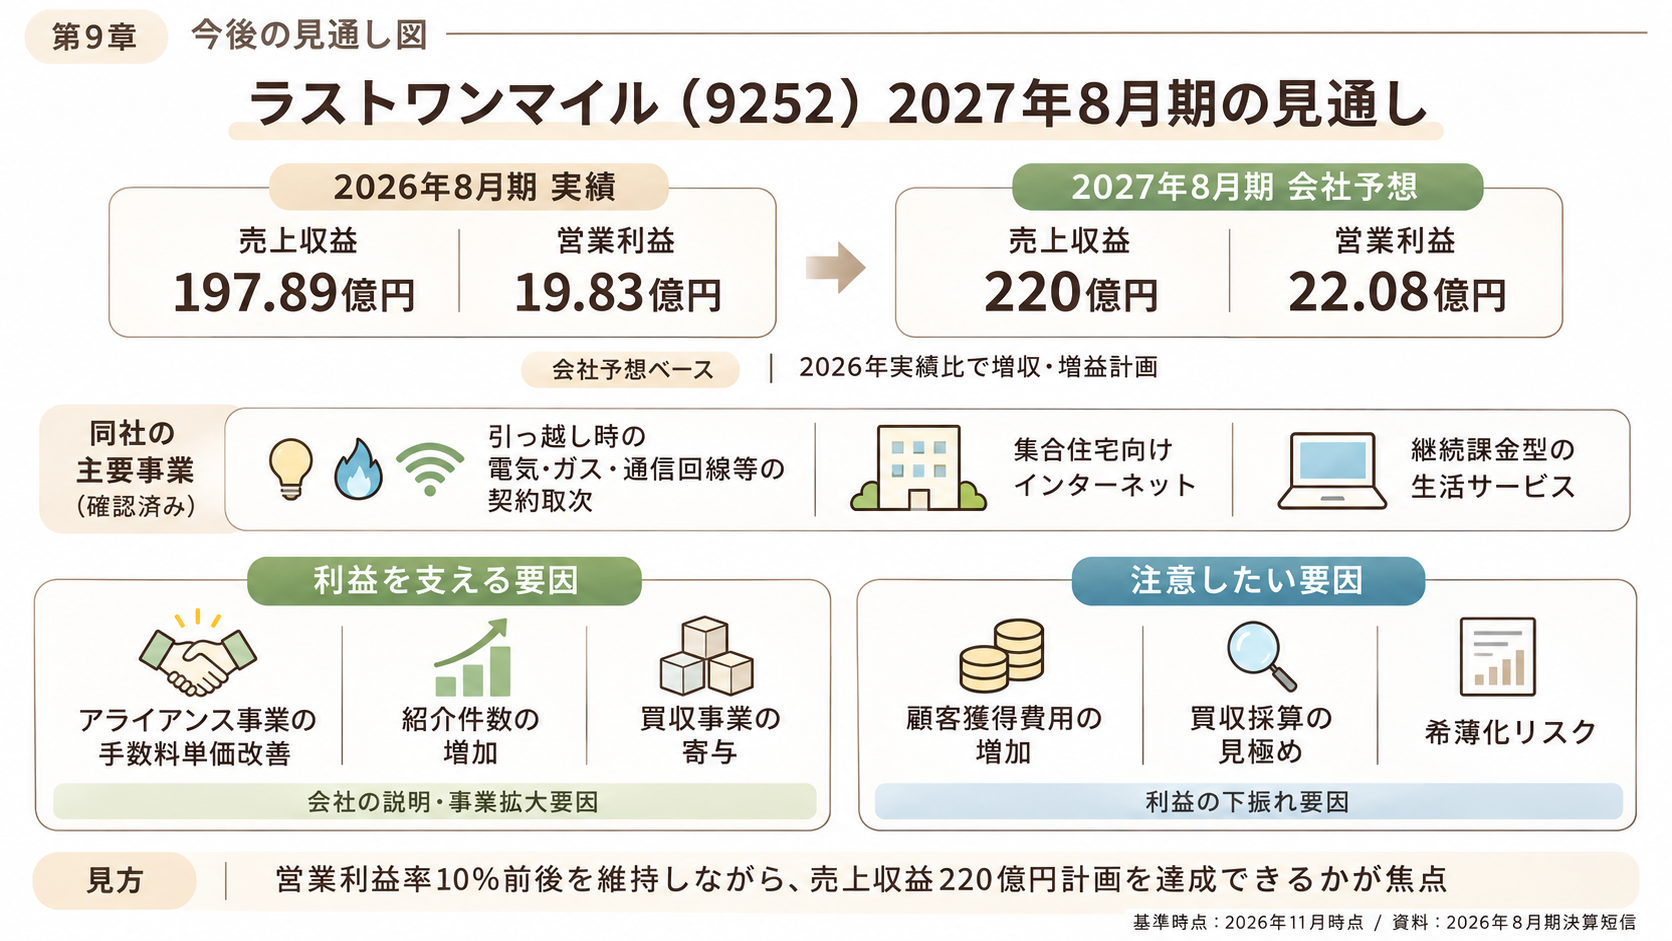 第9章
今後の見通し図
ラストワンマイル（9252）2027年8月期の見通し
2026年8月期 実績
売上収益
197.89億円
営業利益
19.83億円
2027年8月期 会社予想
売上収益
220億円
営業利益
22.08億円
会社予想ベース
2026年実績比で増収・増益計画
同社の
主要事業
（確認済み）
引っ越し時の
電気・ガス・通信回線等の
契約取次
集合住宅向け
インターネット
継続課金型の
生活サービス
利益を支える要因
アライアンス事業の
手数料単価改善
紹介件数の
増加
買収事業の
寄与
会社の説明・事業拡大要因
注意したい要因
顧客獲得費用の
増加
買収採算の
見極め
希薄化リスク
利益の下振れ要因
見方
営業利益率10%前後を維持しながら、売上収益220億円計画を達成できるかが焦点
基準時点：2026年11月時点 / 資料：2026年8月期決算短信